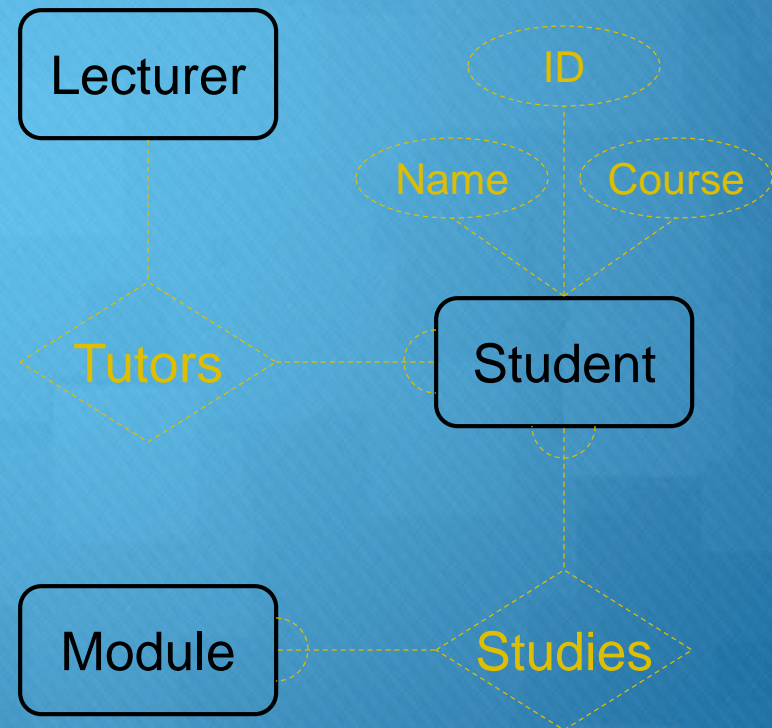 Lecturer
ID
Name
Course
Tutors
Student
Module
Studies